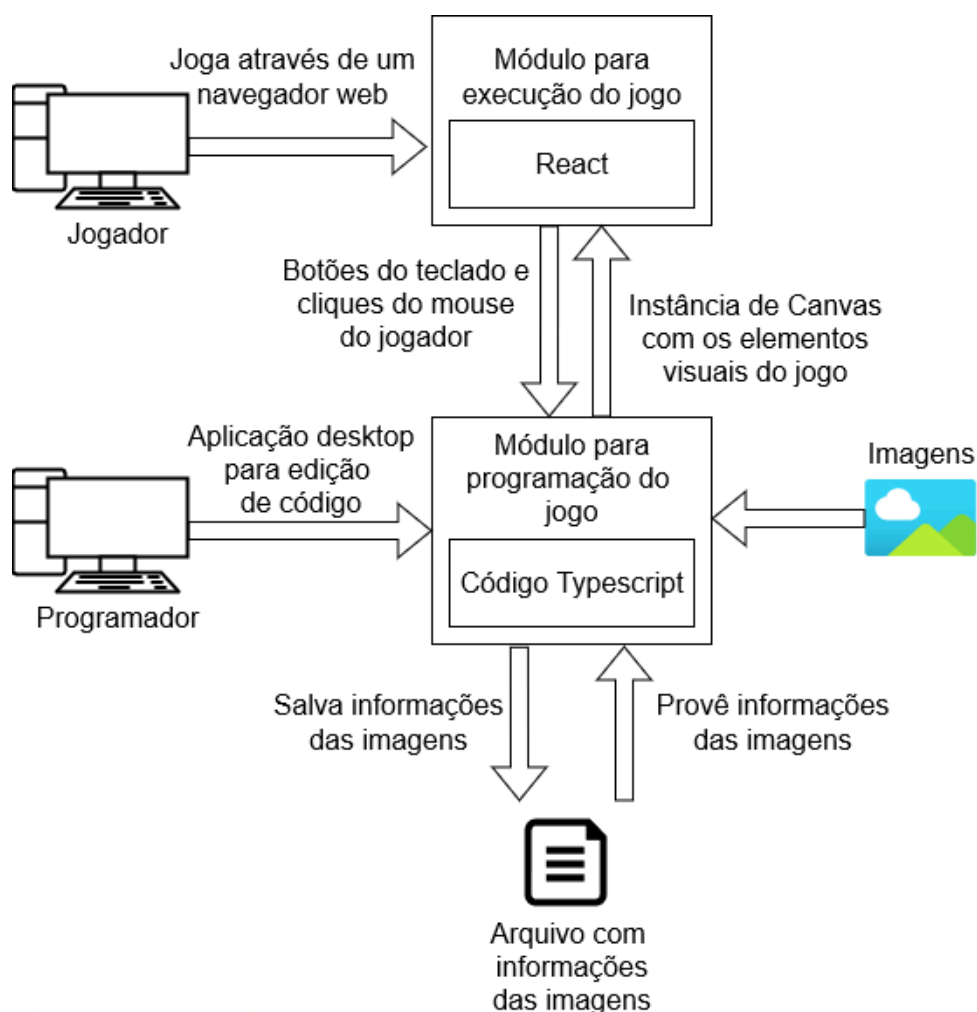 Joga através de um
navegador web
Módulo para
execução do jogo
React
Jogador
Botões do teclado e
cliques do mouse
do jogador
Instância de Canvas
com os elementos
visuais do jogo
Aplicação desktop
para edição
de código
Módulo para
programação do
jogo
Código Typescript
Imagens
Programador
Salva informações
das imagens
Provê informações
das imagens
Arquivo com
informações
das imagens